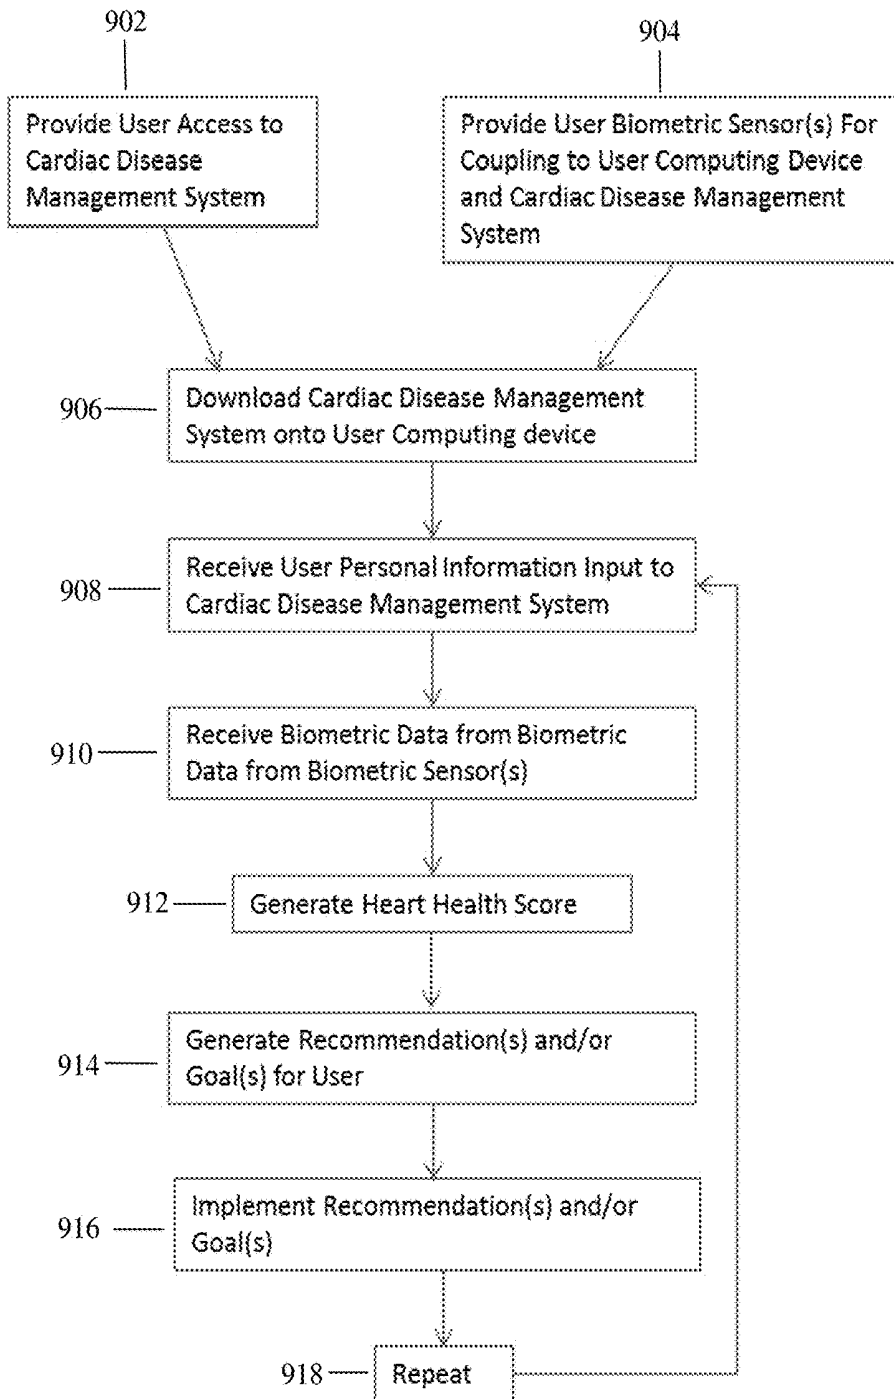 902
904
Provide User Access to
Cardiac Disease
Management System
Provide User Biometric Sensor(s) For
Coupling to User Computing Device
and Cardiac Disease Management
System
906
Download Cardiac Disease Management
System onto User Computing device
908
Receive User Personal Information Input to
Cardiac Disease Management System
910
Receive Biometric Data from Biometric
Data from Biometric Sensor(s)
912
Generate Heart Health Score
914
Generate Recommendation(s) and/or
Goal(s) for User
916
Implement Recommendation(s) and/or
Goal(s)
918
Repeat